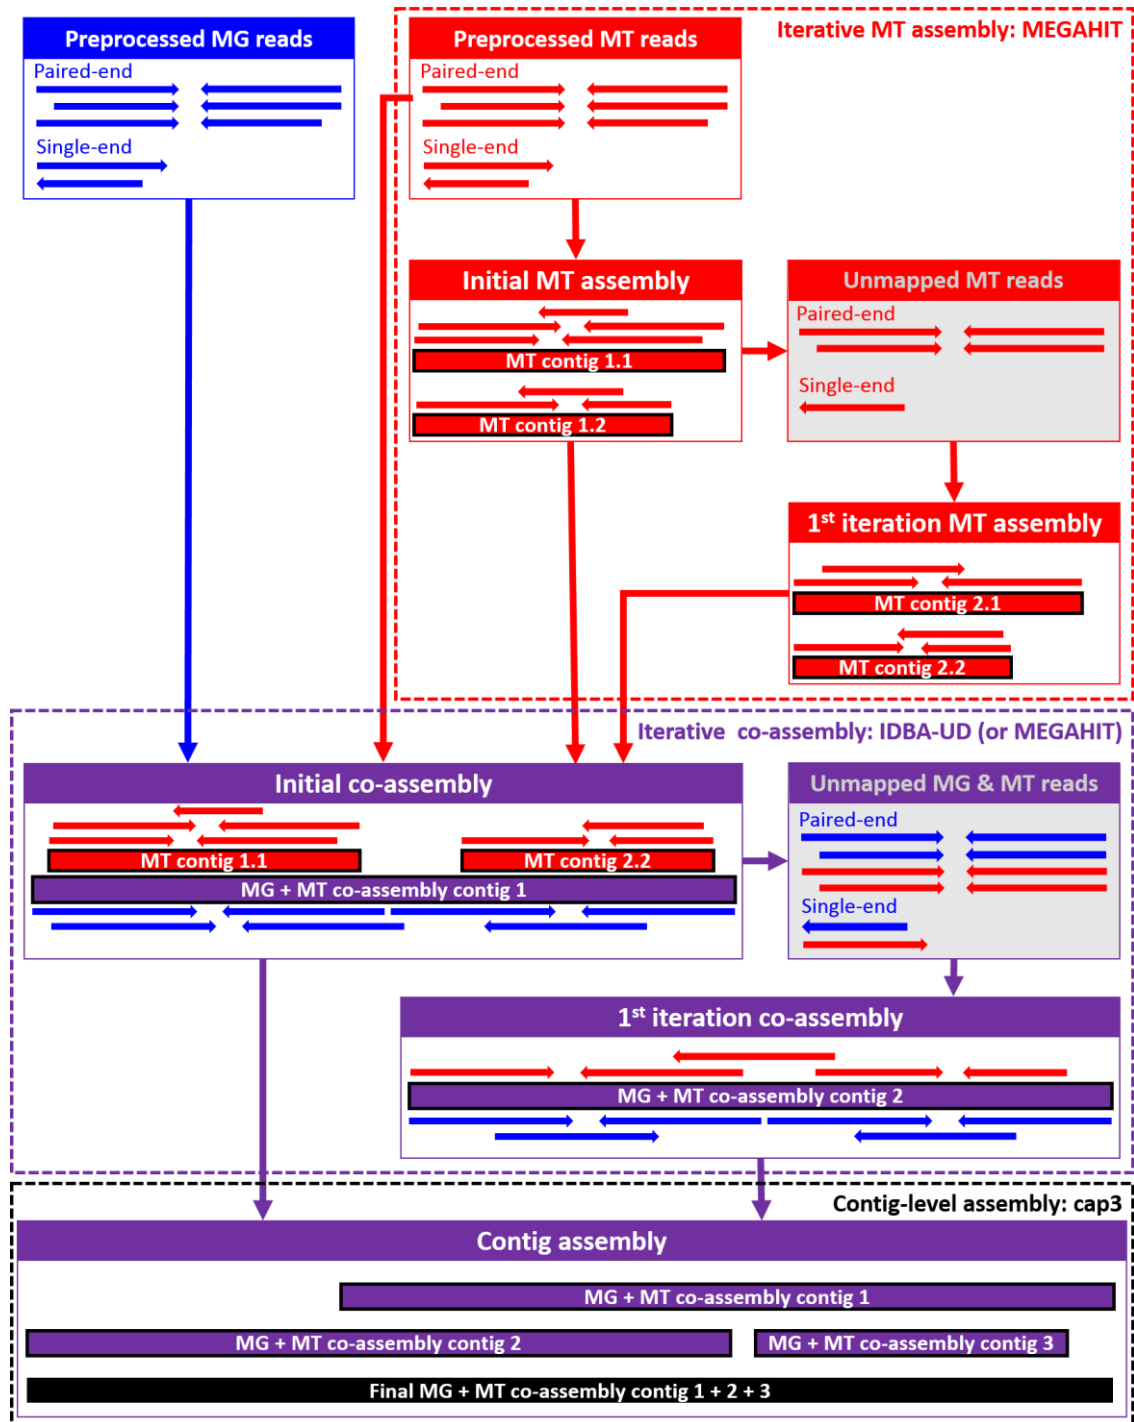 Iterative MT assembly: MEGAHIT
Preprocessed MG reads
Paired-end
Single-end
Preprocessed MT reads
Paired-end
Single-end
Initial MT assembly
MT contig 1.1
MT contig 1.2
Unmapped MT reads
Paired-end
Single-end
1st iteration MT assembly
MT contig 2.1
MT contig 2.2
Iterative co-assembly: IDBA-UD (or MEGAHIT)
Initial co-assembly
MT contig 1.1
MT contig 2.2
MG + MT co-assembly contig 1
Unmapped MG & MT reads
Paired-end
Single-end
1st iteration co-assembly
MG + MT co-assembly contig 2
Contig-level assembly: cap3
Contig assembly
MG + MT co-assembly contig 1
MG + MT co-assembly contig 2
MG + MT co-assembly contig 3
Final MG + MT co-assembly contig 1 + 2 + 3